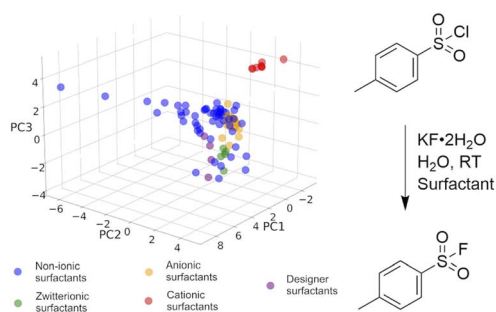 4
2
0
−2
−4
PC3
−6
−4
−2
0
2
4
PC2
8
6
4
2
0
−2
PC1
Non-ionic
surfactants
Zwitterionic
surfactants
Anionic
surfactants
Cationic
surfactants
Designer
surfactants
O
S
Cl
O
KF•2H₂O
H₂O, RT
Surfactant
O
S
F
O